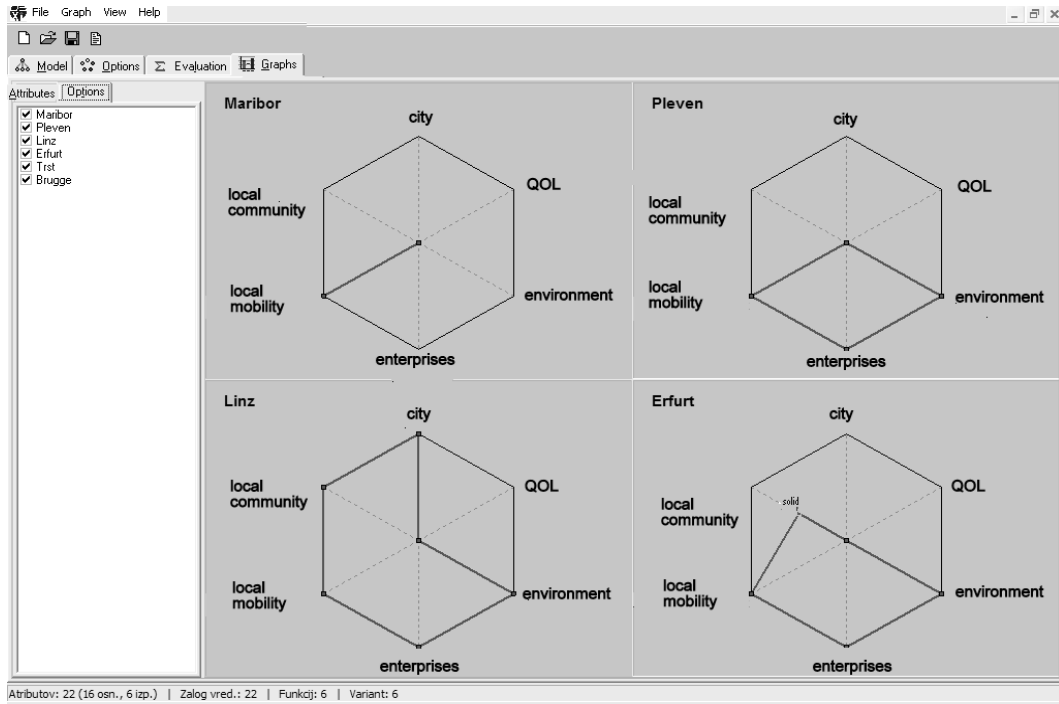 File Graph View Help
Model Options Evaluation Graphs
Attributes Options
Maribor
Pleven
Linz
Erfurt
Trst
Brugge
Maribor
city
QOL
local
community
local
mobility
environment
enterprises
Pleven
city
QOL
local
community
local
mobility
environment
enterprises
Linz
city
QOL
local
community
local
mobility
environment
enterprises
Erfurt
city
QOL
solid
local
community
local
mobility
environment
enterprises
Atributov: 22 (16 osn., 6 izp.) | Zalog vred.: 22 | Funkcij: 6 | Variant: 6